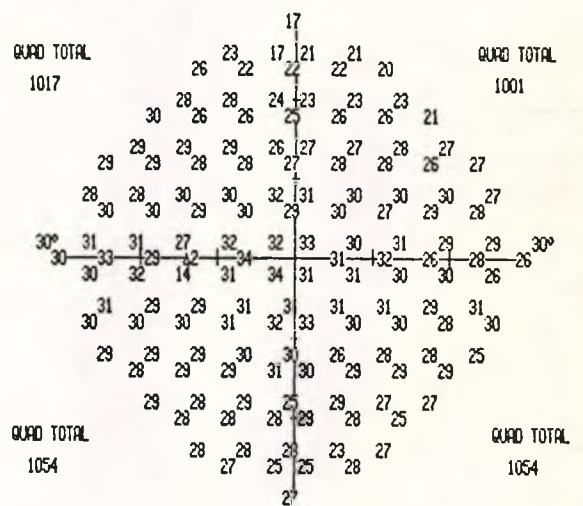 17
QUAD TOTAL 23 17 21 21 QUAD TOTAL
26 22 22 22 20
1017 1001
28 28 24 23 23 23
30 26 26 25 26 26 21
29 29 29 26 27 27 28 27
29 29 28 28 27 28 28 26 27
28 28 30 30 32 31 30 30 30 27
30 30 29 30 29 30 27 29 28
30º 31 31 27 32 32 33 30 31 29 29 30º
30 33 29 34 31 32 26 28 26
30 32 14 31 34 31 31 30 30 26
31 29 29 31 31 31 31 29 31
30 30 30 31 32 33 30 30 28 30
29 29 29 30 30 26 28 28 25
28 29 29 31 30 29 29 29
29 28 29 25 29 27 27
28 28 28 29 28 25
QUAD TOTAL 28 28 23 27 QUAD TOTAL
27 25 25 28
1054 1054
27